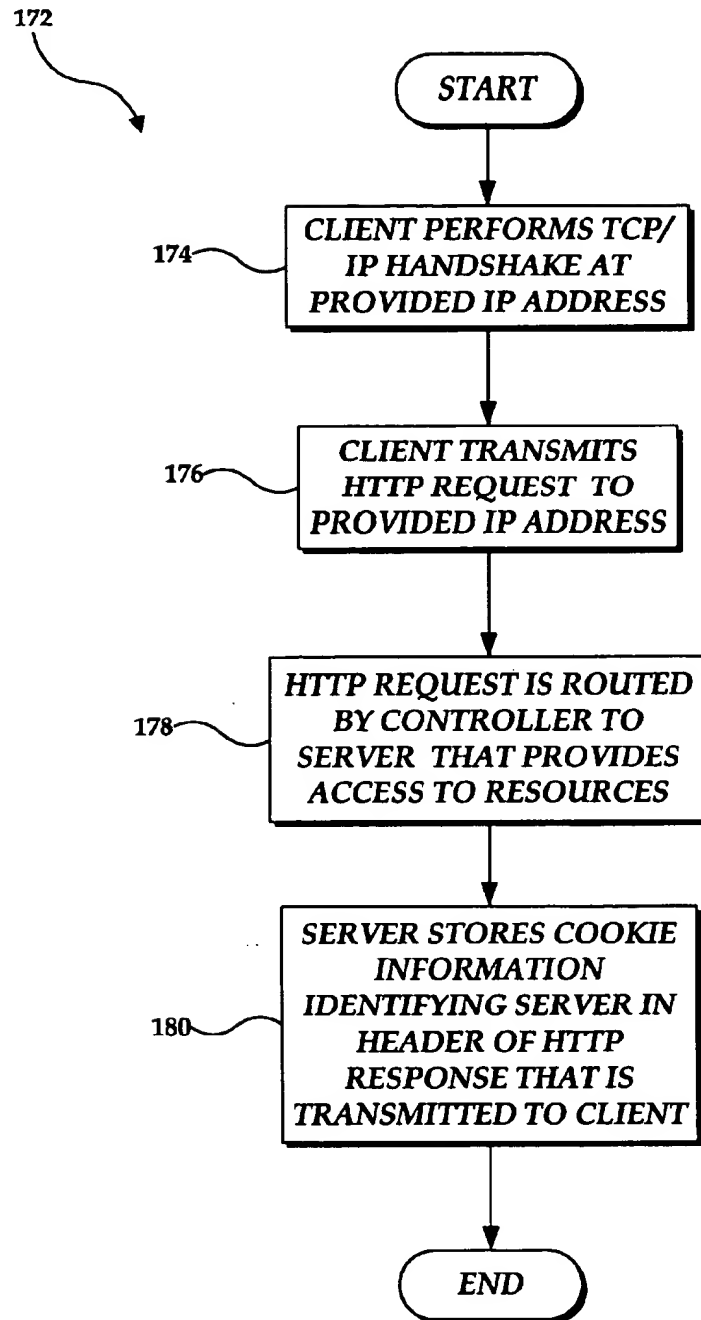 172
START
174
CLIENT PERFORMS TCP/
IP HANDSHAKE AT
PROVIDED IP ADDRESS
176
CLIENT TRANSMITS
HTTP REQUEST TO
PROVIDED IP ADDRESS
178
HTTP REQUEST IS ROUTED
BY CONTROLLER TO
SERVER THAT PROVIDES
ACCESS TO RESOURCES
180
SERVER STORES COOKIE
INFORMATION
IDENTIFYING SERVER IN
HEADER OF HTTP
RESPONSE THAT IS
TRANSMITTED TO CLIENT
END